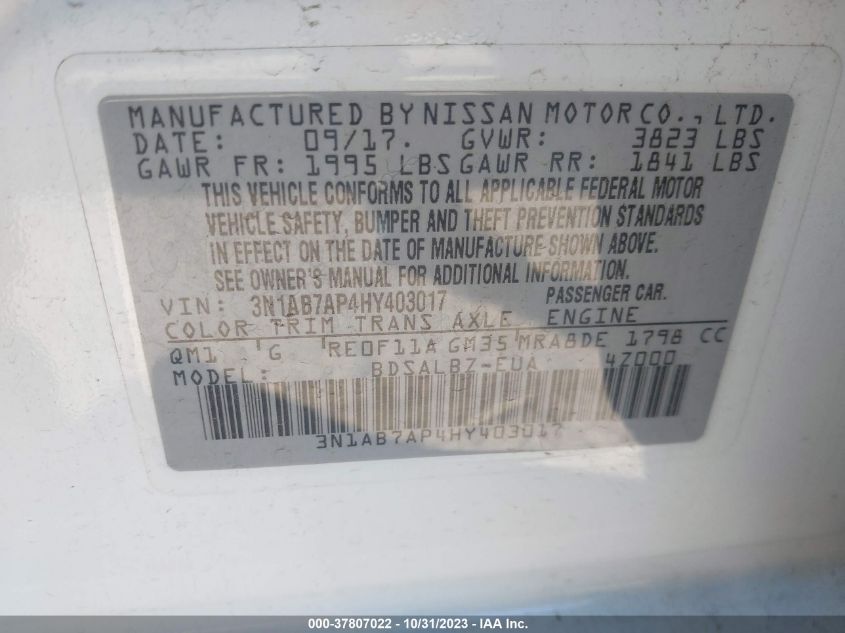 MANUFACTURED BY NISSAN MOTOR CO., LTD.
DATE: 09/17. GVWR: 3823 LBS
GAWR FR: 1995 LBS GAWR RR: 1841 LBS
THIS VEHICLE CONFORMS TO ALL APPLICABLE FEDERAL MOTOR
VEHICLE SAFETY, BUMPER AND THEFT PREVENTION STANDARDS
IN EFFECT ON THE DATE OF MANUFACTURE SHOWN ABOVE.
SEE OWNER'S MANUAL FOR ADDITIONAL INFORMATION.
VIN: 3N1AB7AP4HY403017 PASSENGER CAR.
COLOR TRIM TRANS AXLE ENGINE
QM1 G RE0F11A GM35 MRA8DE 1798 CC
MODEL: BDSALBZ-EUA 4Z000
3N1AB7AP4HY403017
000-37807022 - 10/31/2023 - IAA Inc.